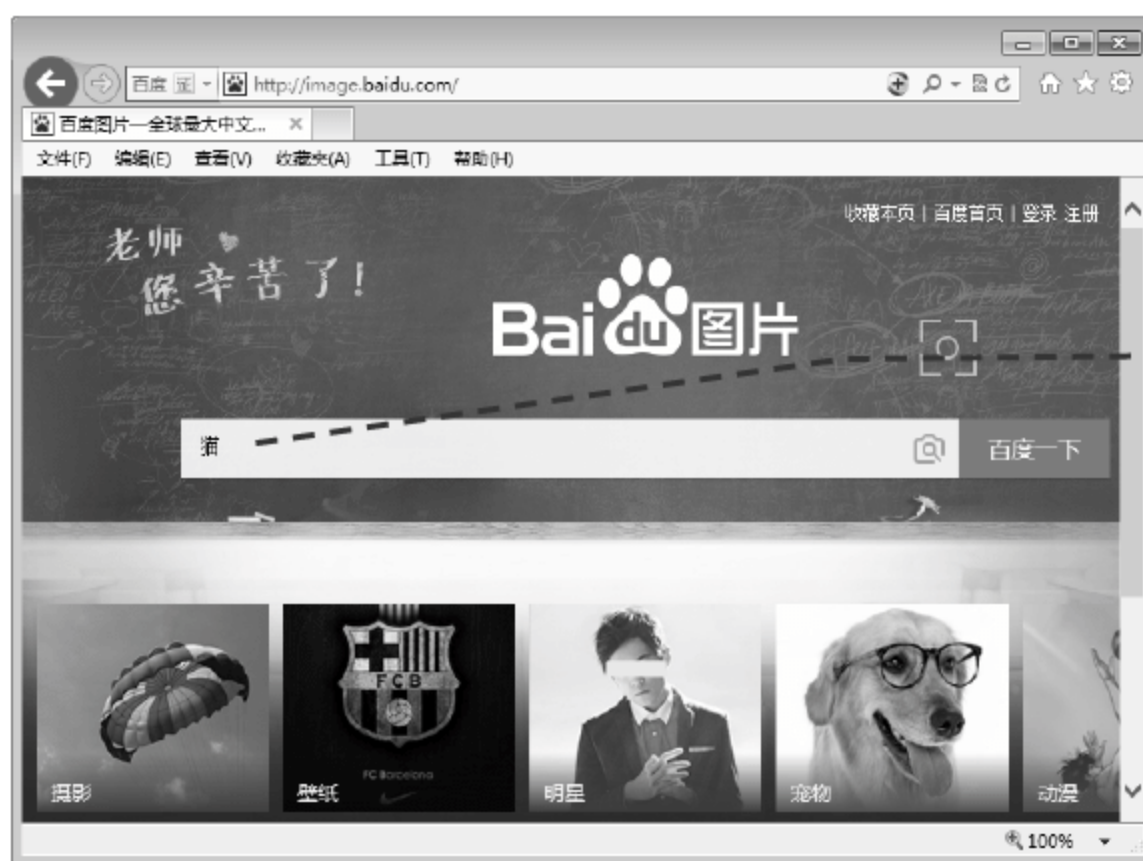 百度 证 http://image.baidu.com/
百度图片—全球最大中文...
文件(F) 编辑(E) 查看(V) 收藏夹(A) 工具(T) 帮助(H)
收藏本页 | 百度首页 | 登录 注册
老师
您辛苦了!
Bai du 图片
猫
百度一下
FCB
FC Barcelona
摄影
壁纸
明星
宠物
动漫
100%